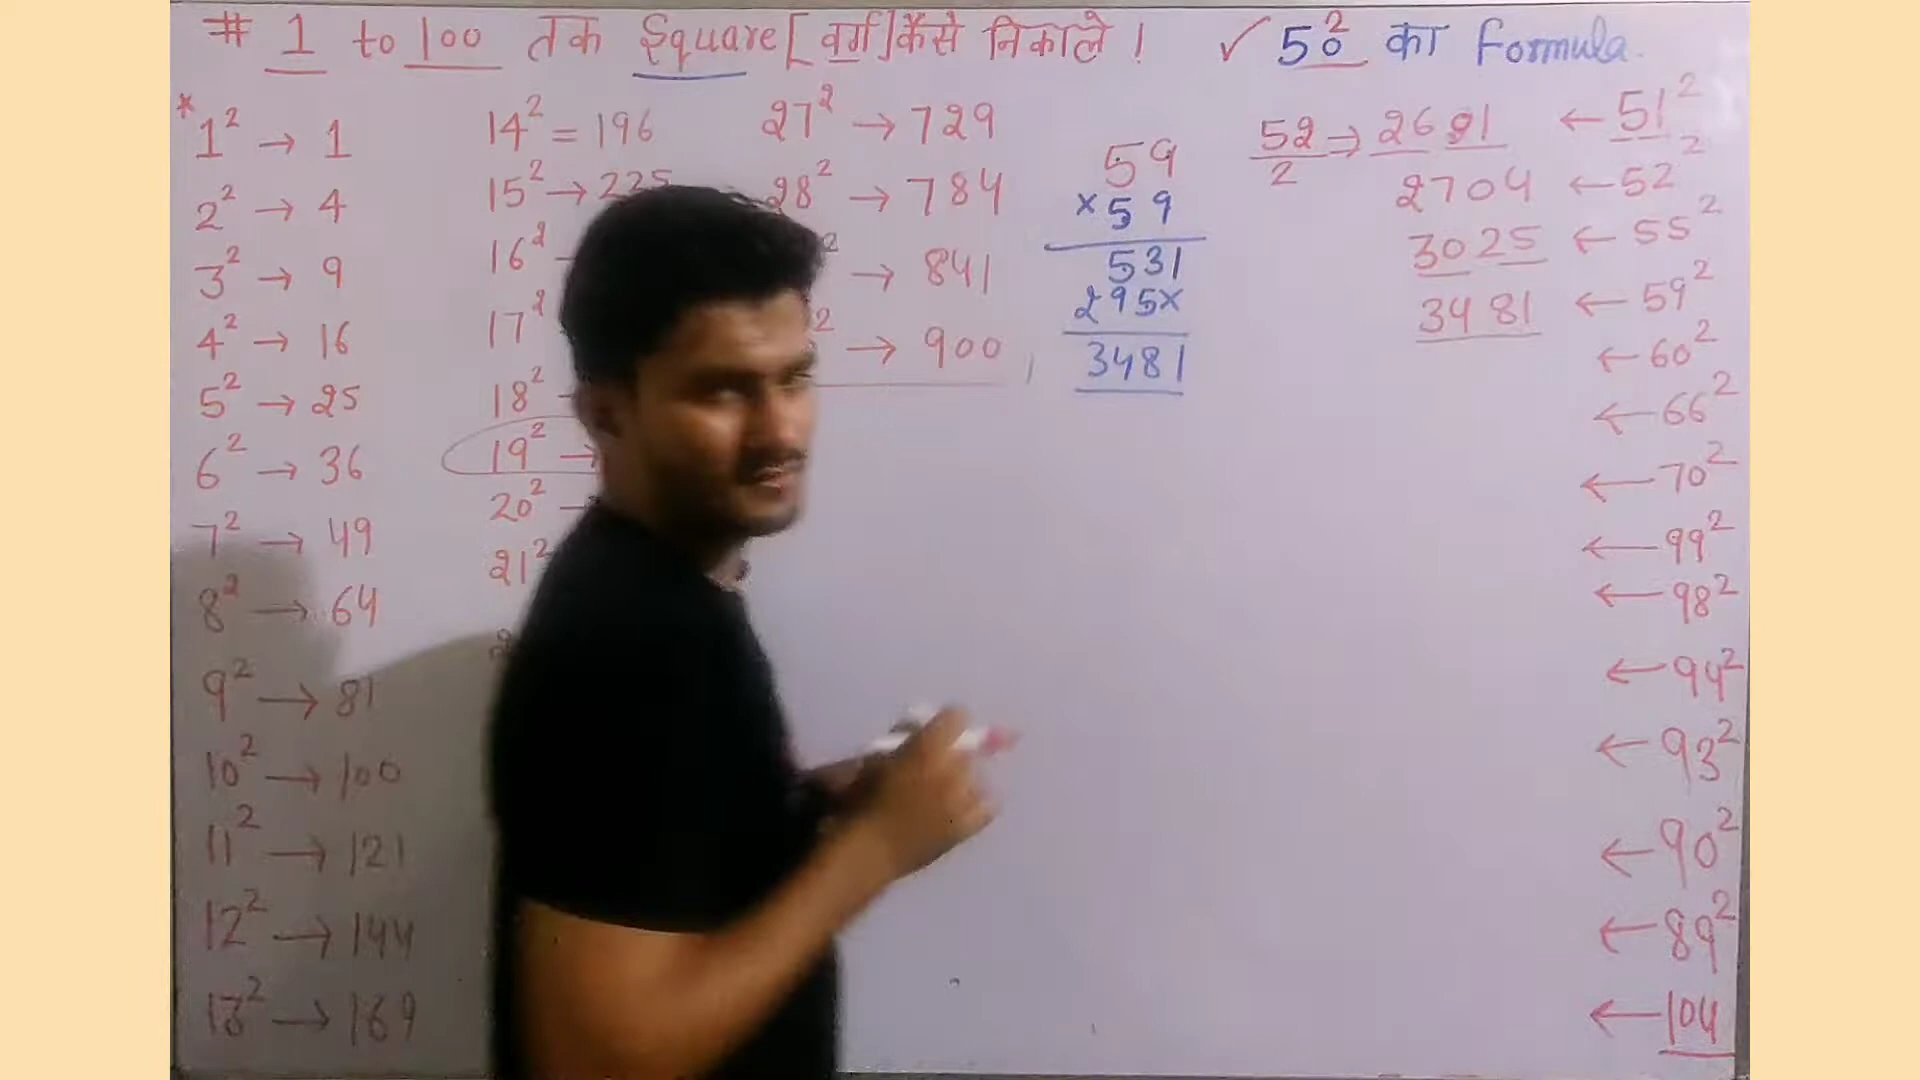 # 1 to 100 तक Square [वर्ग] कैसे निकाले! ✓ 50² का Formula.
* 1² → 1
2² → 4
3² → 9
4² → 16
5² → 25
6² → 36
7² → 49
8² → 64
9² → 81
10² → 100
11² → 121
12² → 144
13² → 169
14² = 196
15² → 225
16²
17²
18²
19² →
20²
21²
27² → 729
28² → 784
² → 841
² → 900
59
×59
531
295×
3481
52/2 → 2601 ← 51²
2704 ← 52²
3025 ← 55²
3481 ← 59²
← 60²
← 66²
← 70²
← 99²
← 98²
← 94²
← 93²
← 90²
← 89²
← 104